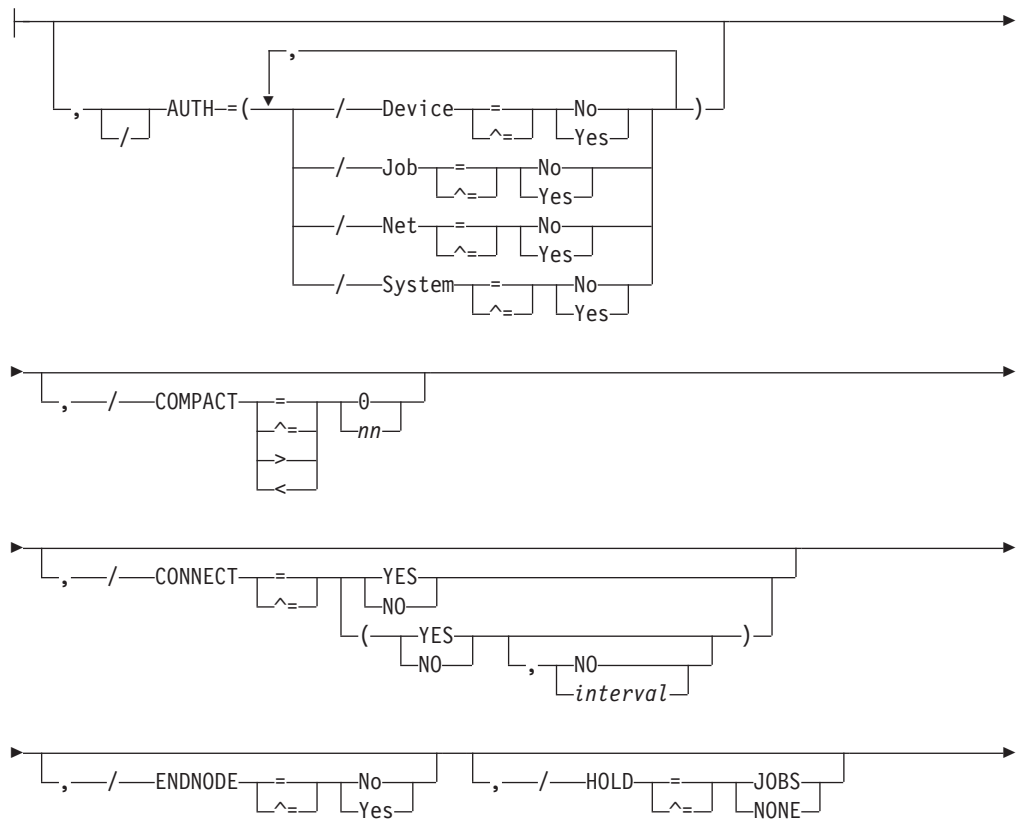 ,
, / AUTH = ( / Device = No )
^= Yes
/ Job = No
^= Yes
/ Net = No
^= Yes
/ System = No
^= Yes
, / COMPACT = 0
^= nn
>
<
, / CONNECT = YES
^= NO
( YES )
NO , NO
interval
, / ENDNODE = No , / HOLD = JOBS
^= Yes ^= NONE